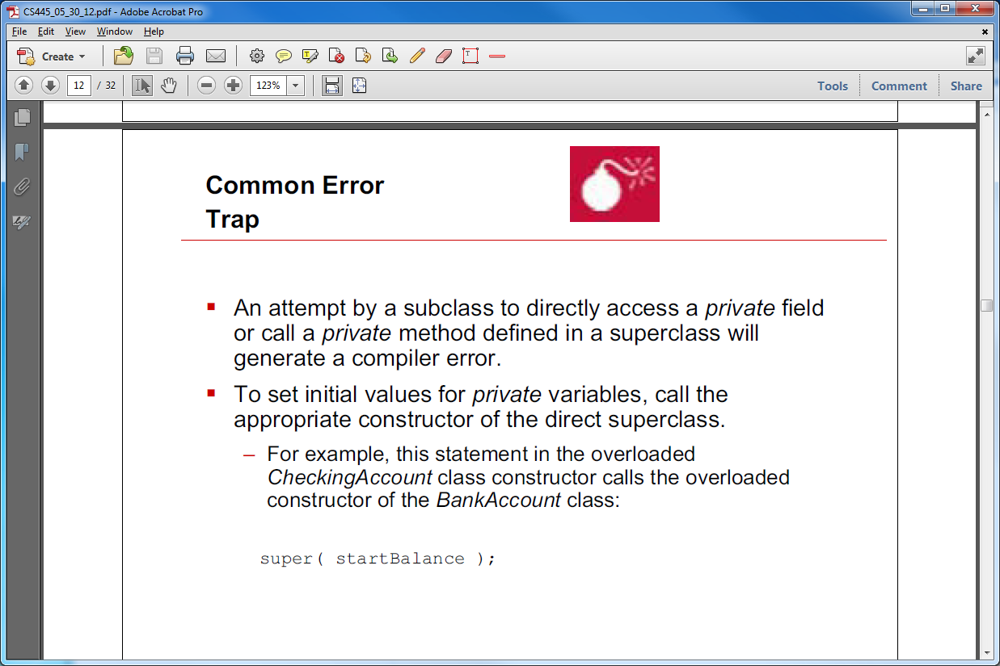 CS445_05_30_12.pdf - Adobe Acrobat Pro
File Edit View Window Help
Create
12 / 32 123% Tools Comment Share
Common Error
Trap
An attempt by a subclass to directly access a private field
or call a private method defined in a superclass will
generate a compiler error.
To set initial values for private variables, call the
appropriate constructor of the direct superclass.
– For example, this statement in the overloaded
CheckingAccount class constructor calls the overloaded
constructor of the BankAccount class:
super( startBalance );